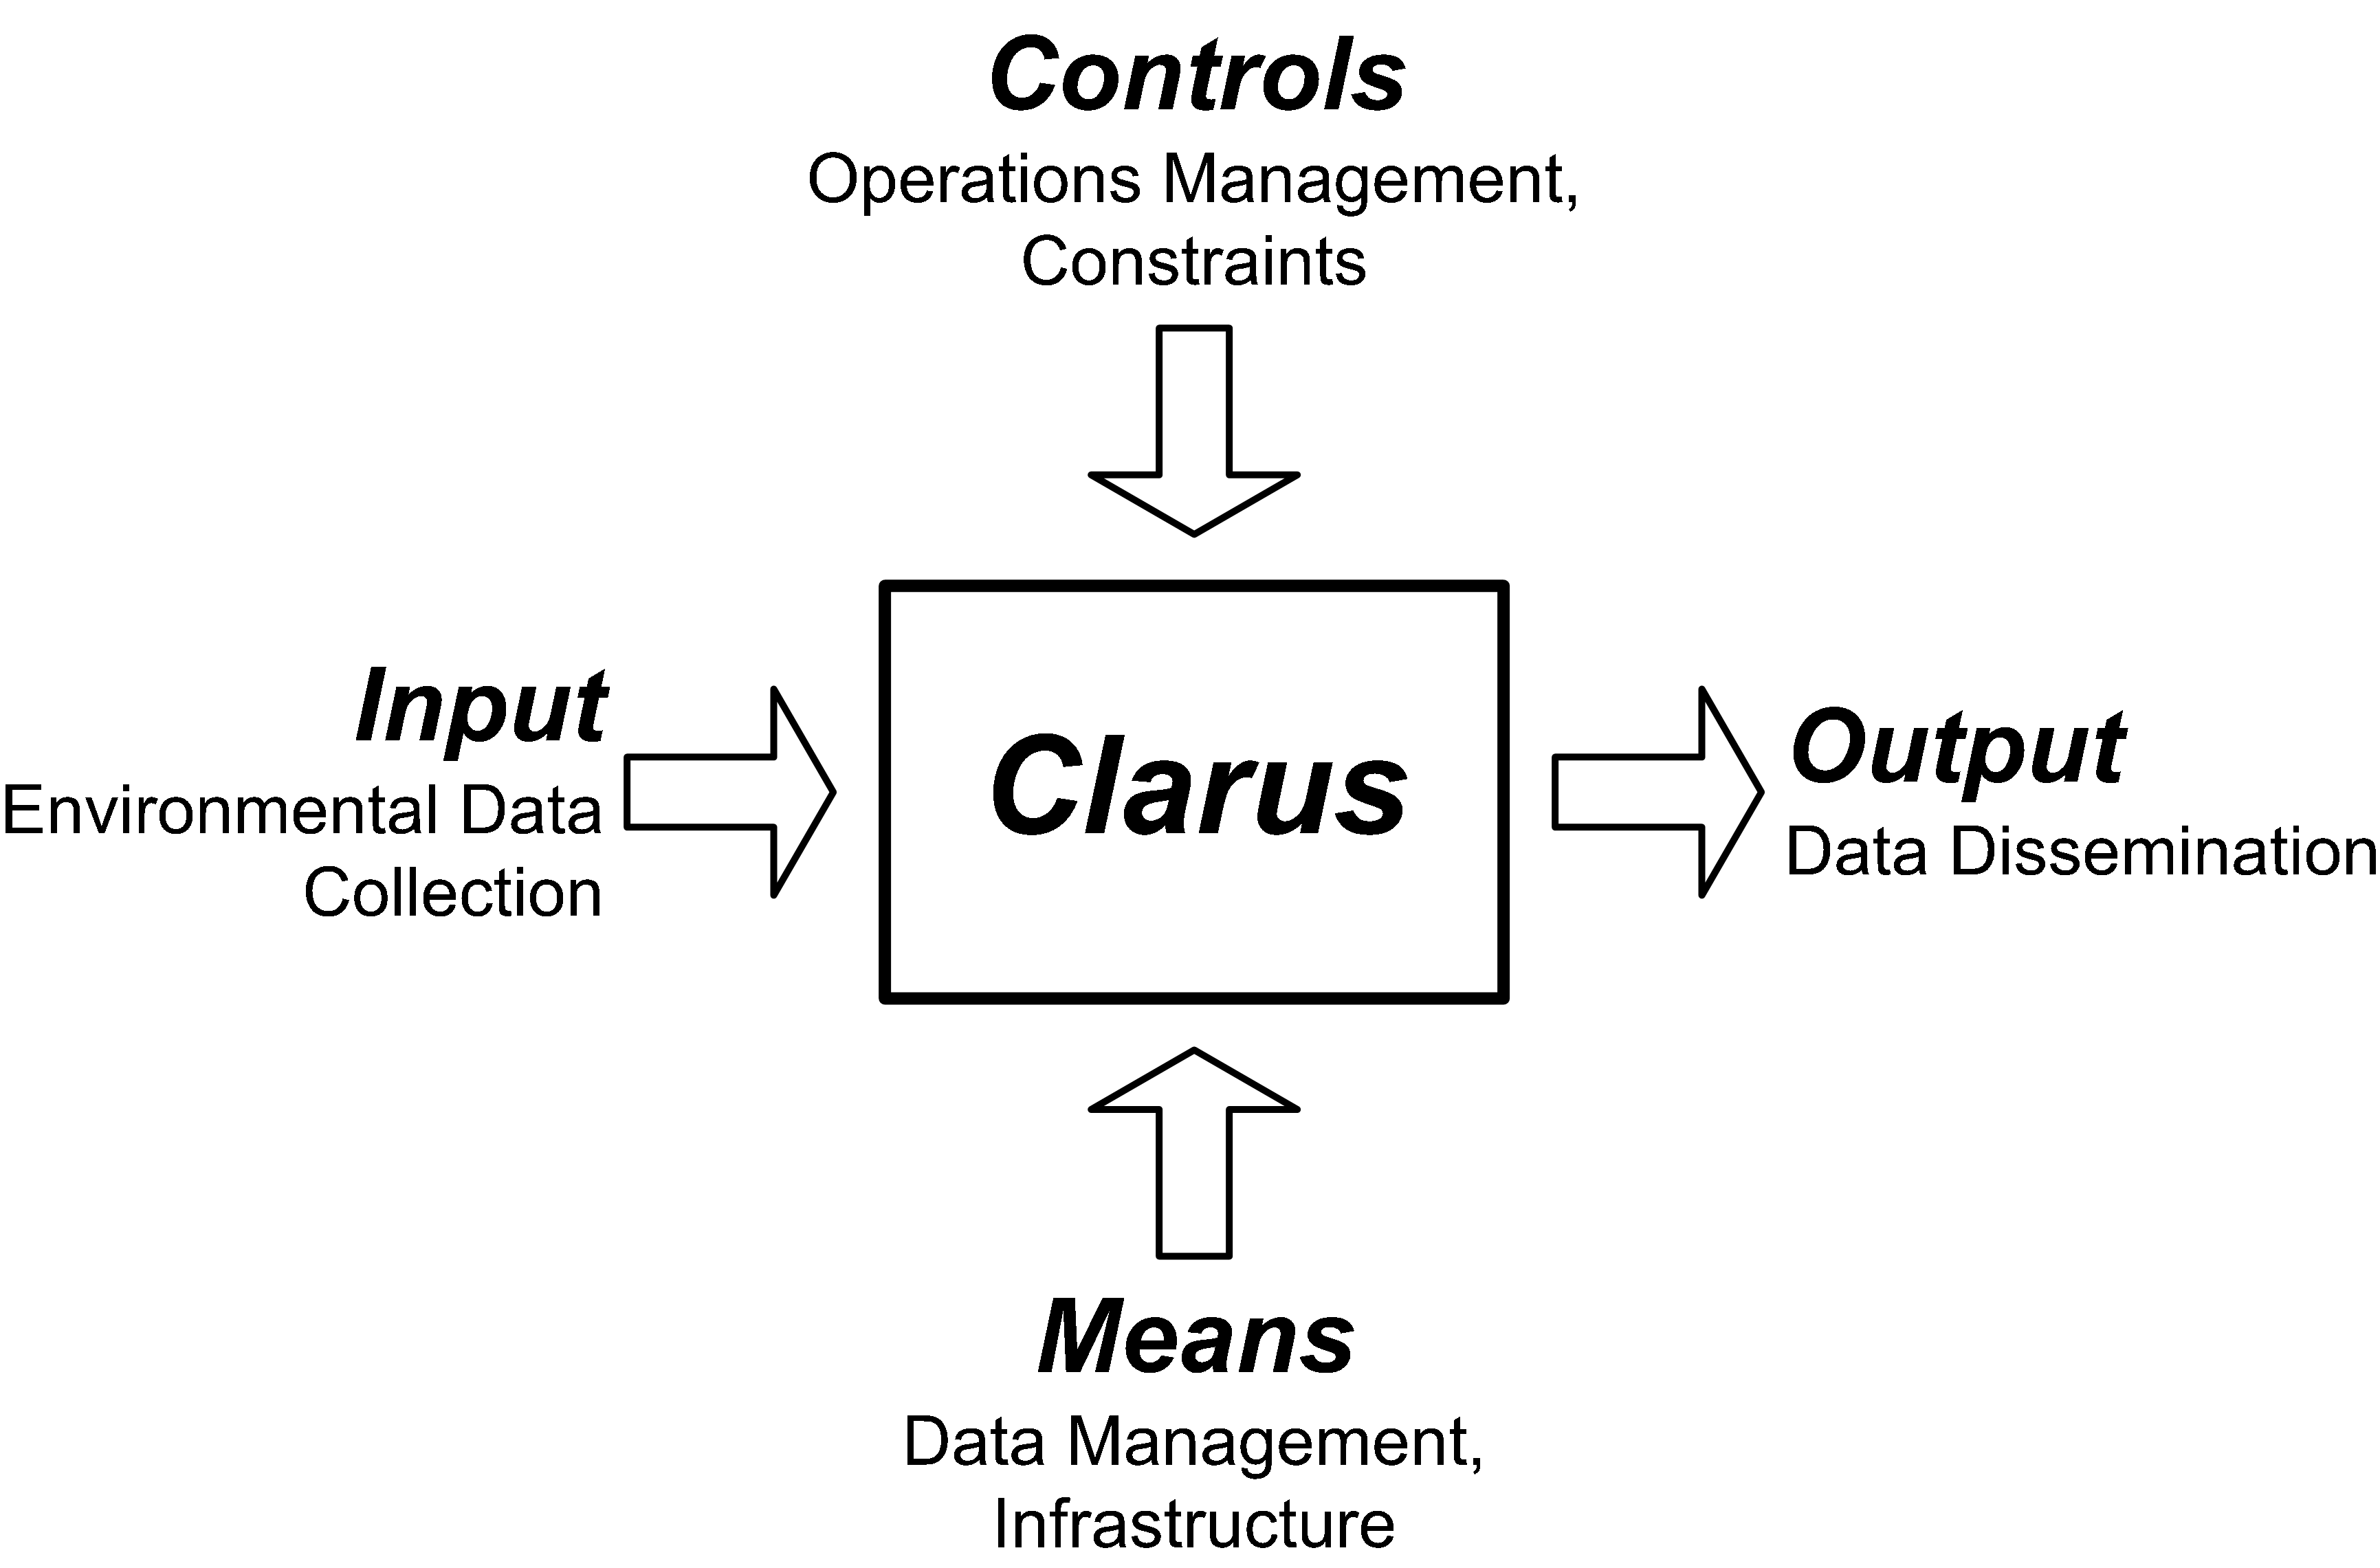 Controls
Operations Management,
Constraints
Input
Environmental Data
Collection
Clarus
Output
Data Dissemination
Means
Data Management,
Infrastructure